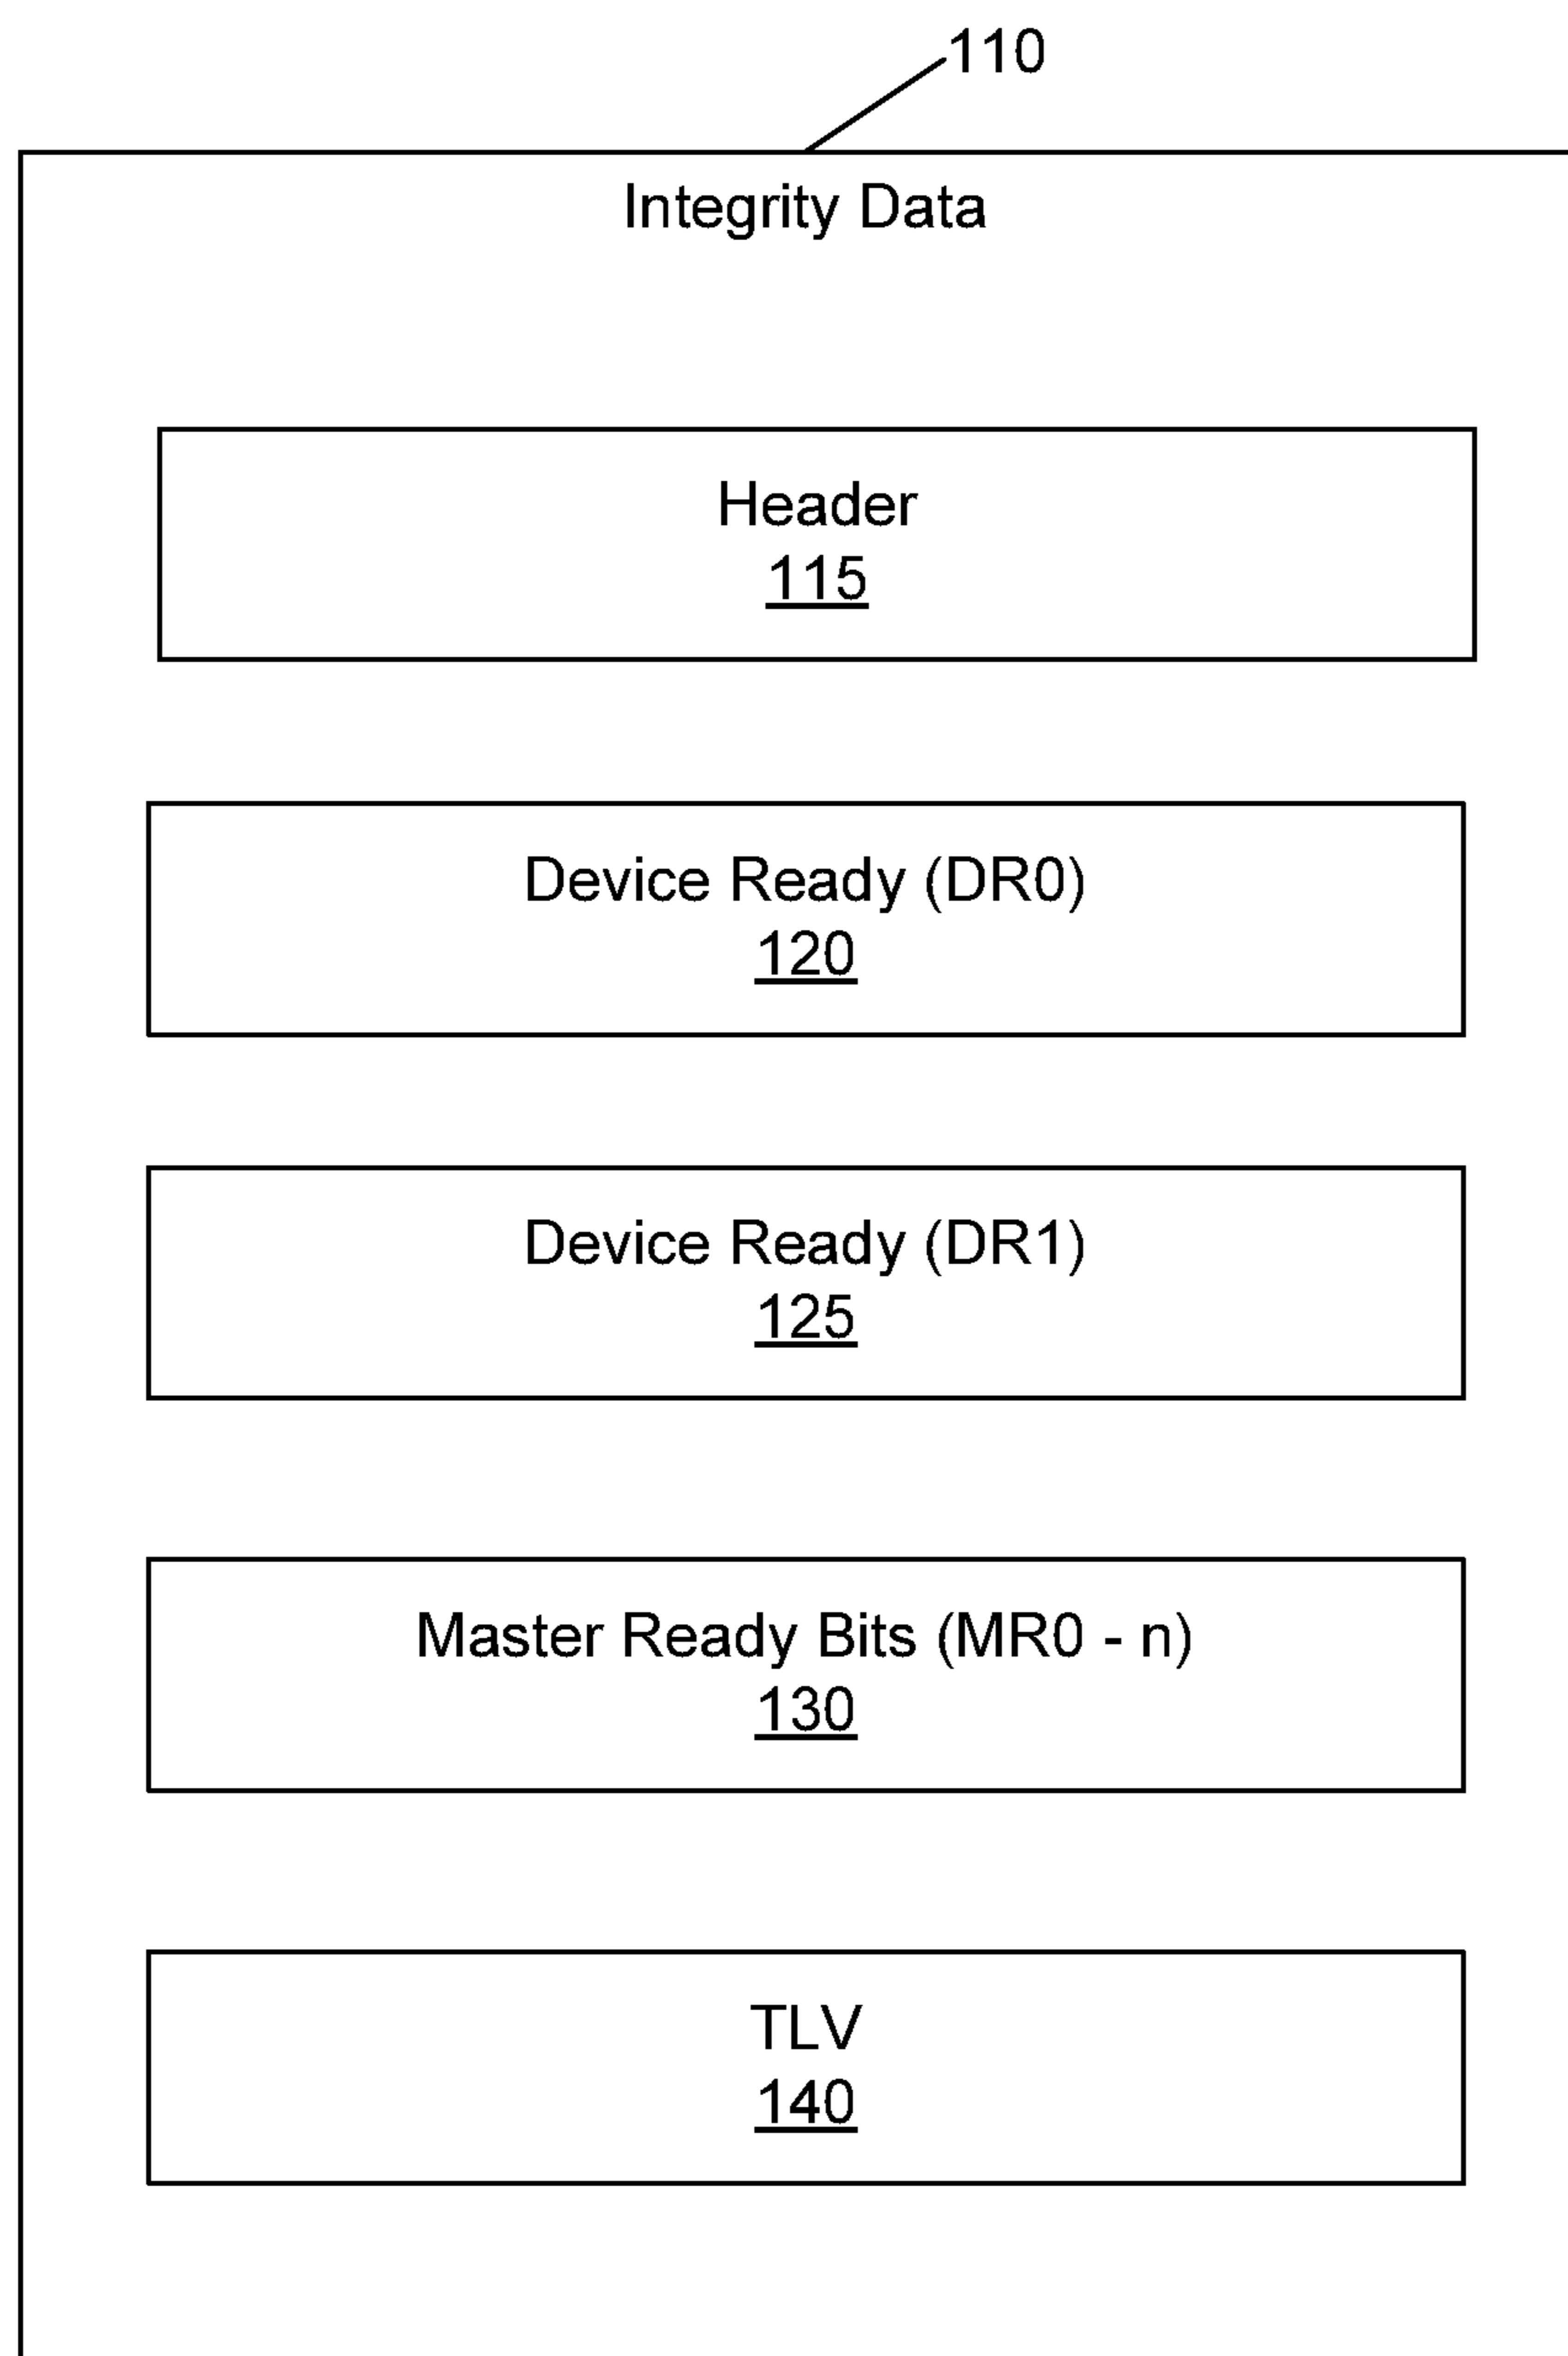 110
Integrity Data
Header
115
Device Ready (DR0)
120
Device Ready (DR1)
125
Master Ready Bits (MR0 - n)
130
TLV
140